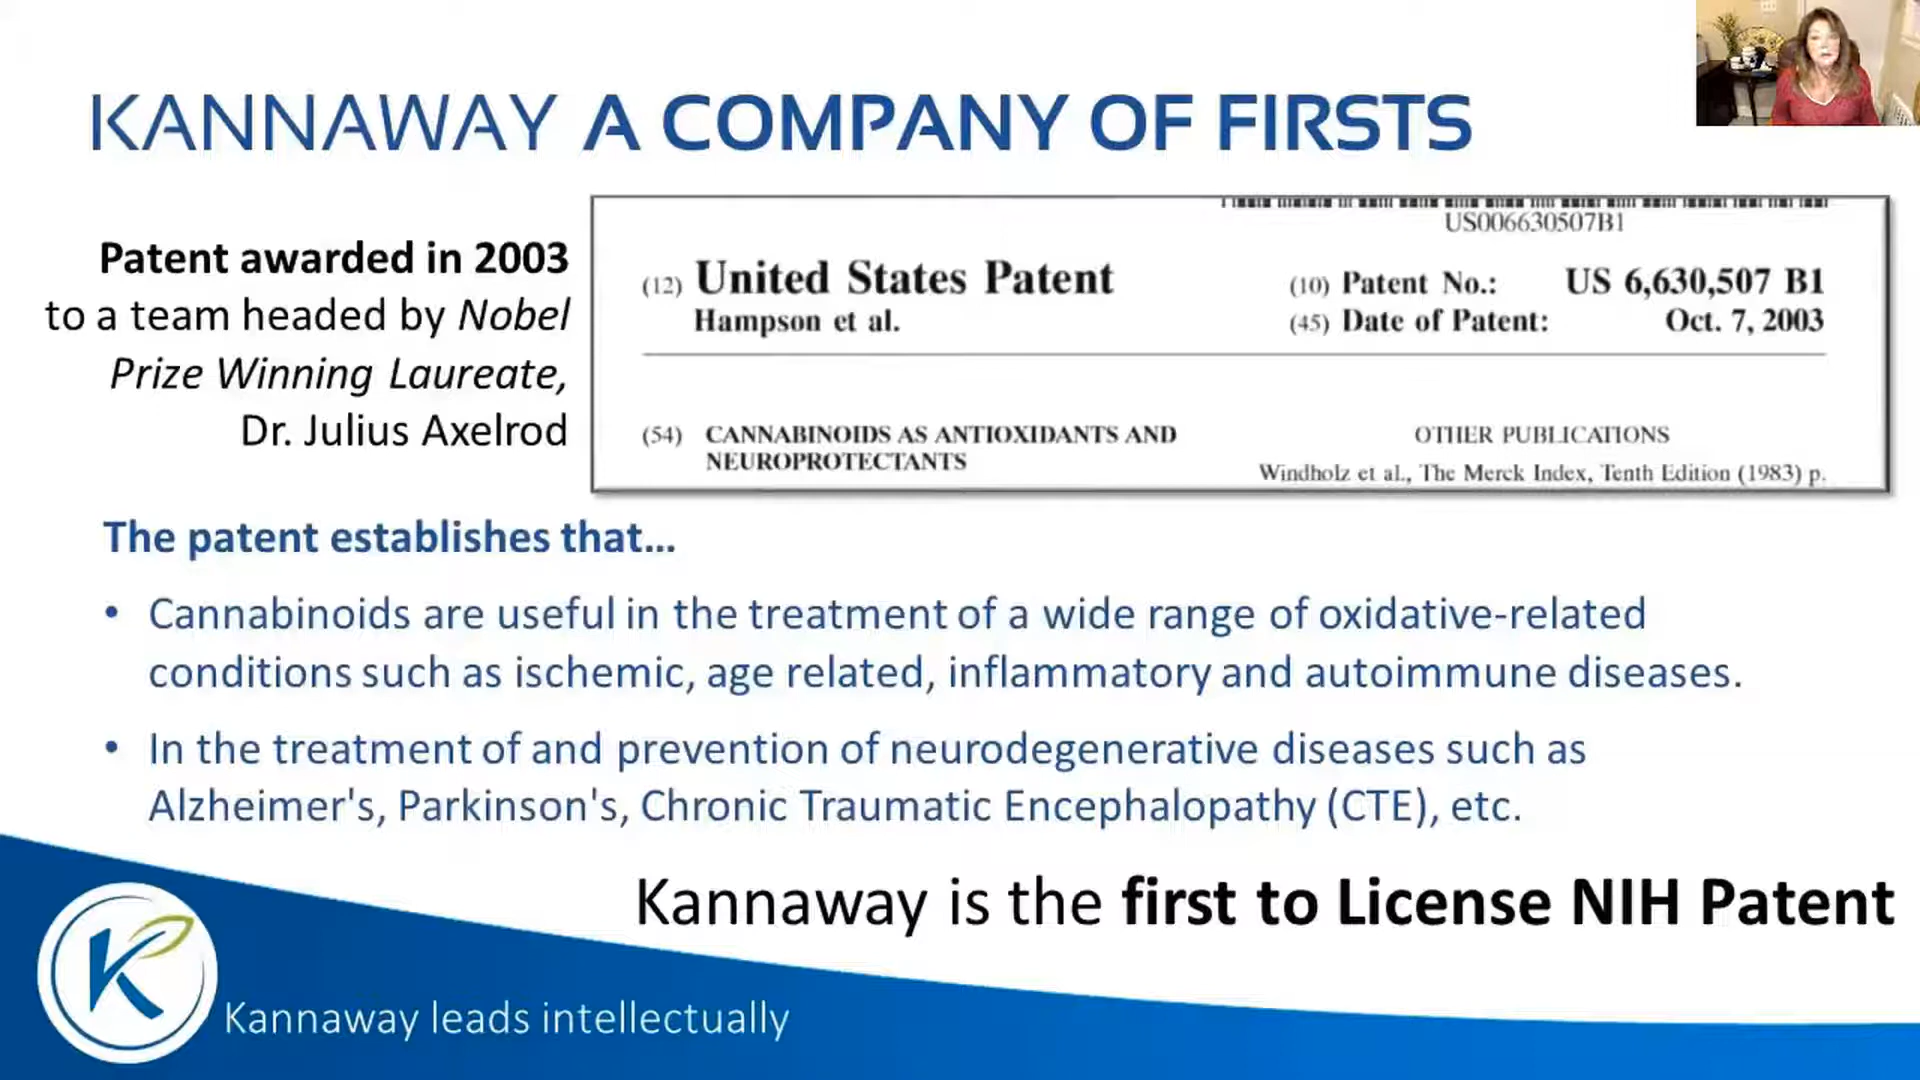 KANNAWAY A COMPANY OF FIRSTS
Patent awarded in 2003
to a team headed by Nobel
Prize Winning Laureate,
Dr. Julius Axelrod
US006630507B1
(12) United States Patent
Hampson et al.
(10) Patent No.: US 6,630,507 B1
(45) Date of Patent: Oct. 7, 2003
(54) CANNABINOIDS AS ANTIOXIDANTS AND
NEUROPROTECTANTS
OTHER PUBLICATIONS
Windholz et al., The Merck Index, Tenth Edition (1983) p.
The patent establishes that...
• Cannabinoids are useful in the treatment of a wide range of oxidative-related
conditions such as ischemic, age related, inflammatory and autoimmune diseases.
• In the treatment of and prevention of neurodegenerative diseases such as
Alzheimer's, Parkinson's, Chronic Traumatic Encephalopathy (CTE), etc.
Kannaway is the first to License NIH Patent
K
Kannaway leads intellectually